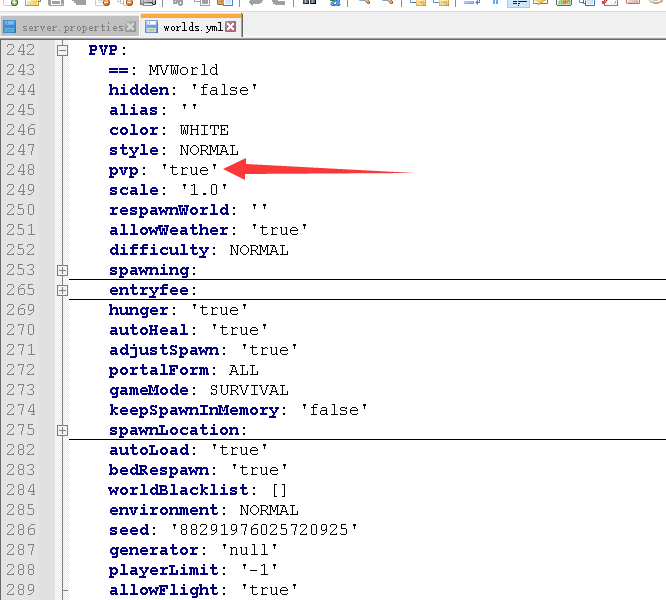 server.properties
worlds.yml
242 PVP:
243 ==: MVWorld
244 hidden: 'false'
245 alias: ''
246 color: WHITE
247 style: NORMAL
248 pvp: 'true'
249 scale: '1.0'
250 respawnWorld: ''
251 allowWeather: 'true'
252 difficulty: NORMAL
253 spawning:
265 entryfee:
269 hunger: 'true'
270 autoHeal: 'true'
271 adjustSpawn: 'true'
272 portalForm: ALL
273 gameMode: SURVIVAL
274 keepSpawnInMemory: 'false'
275 spawnLocation:
282 autoLoad: 'true'
283 bedRespawn: 'true'
284 worldBlacklist: []
285 environment: NORMAL
286 seed: '88291976025720925'
287 generator: 'null'
288 playerLimit: '-1'
289 allowFlight: 'true'